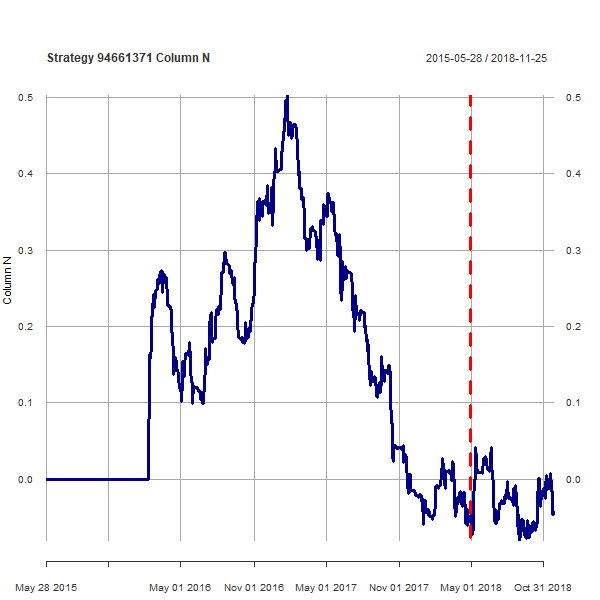 Strategy 94661371 Column N
2015-05-28 / 2018-11-25
0.5
0.5
0.4
0.4
0.3
0.3
Column N
0.2
0.2
0.1
0.1
0.0
0.0
May 28 2015
May 01 2016
Nov 01 2016
May 01 2017
Nov 01 2017
May 01 2018
Oct 31 2018